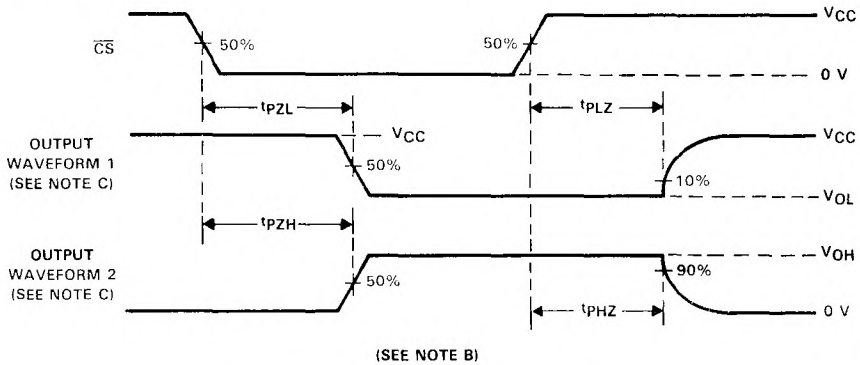 VCC
CS
50%
50%
0 V
tPZL
tPLZ
OUTPUT
WAVEFORM 1
(SEE NOTE C)
VCC
VCC
50%
10%
VOL
tPZH
OUTPUT
WAVEFORM 2
(SEE NOTE C)
VOH
50%
90%
tPHZ
0 V
(SEE NOTE B)